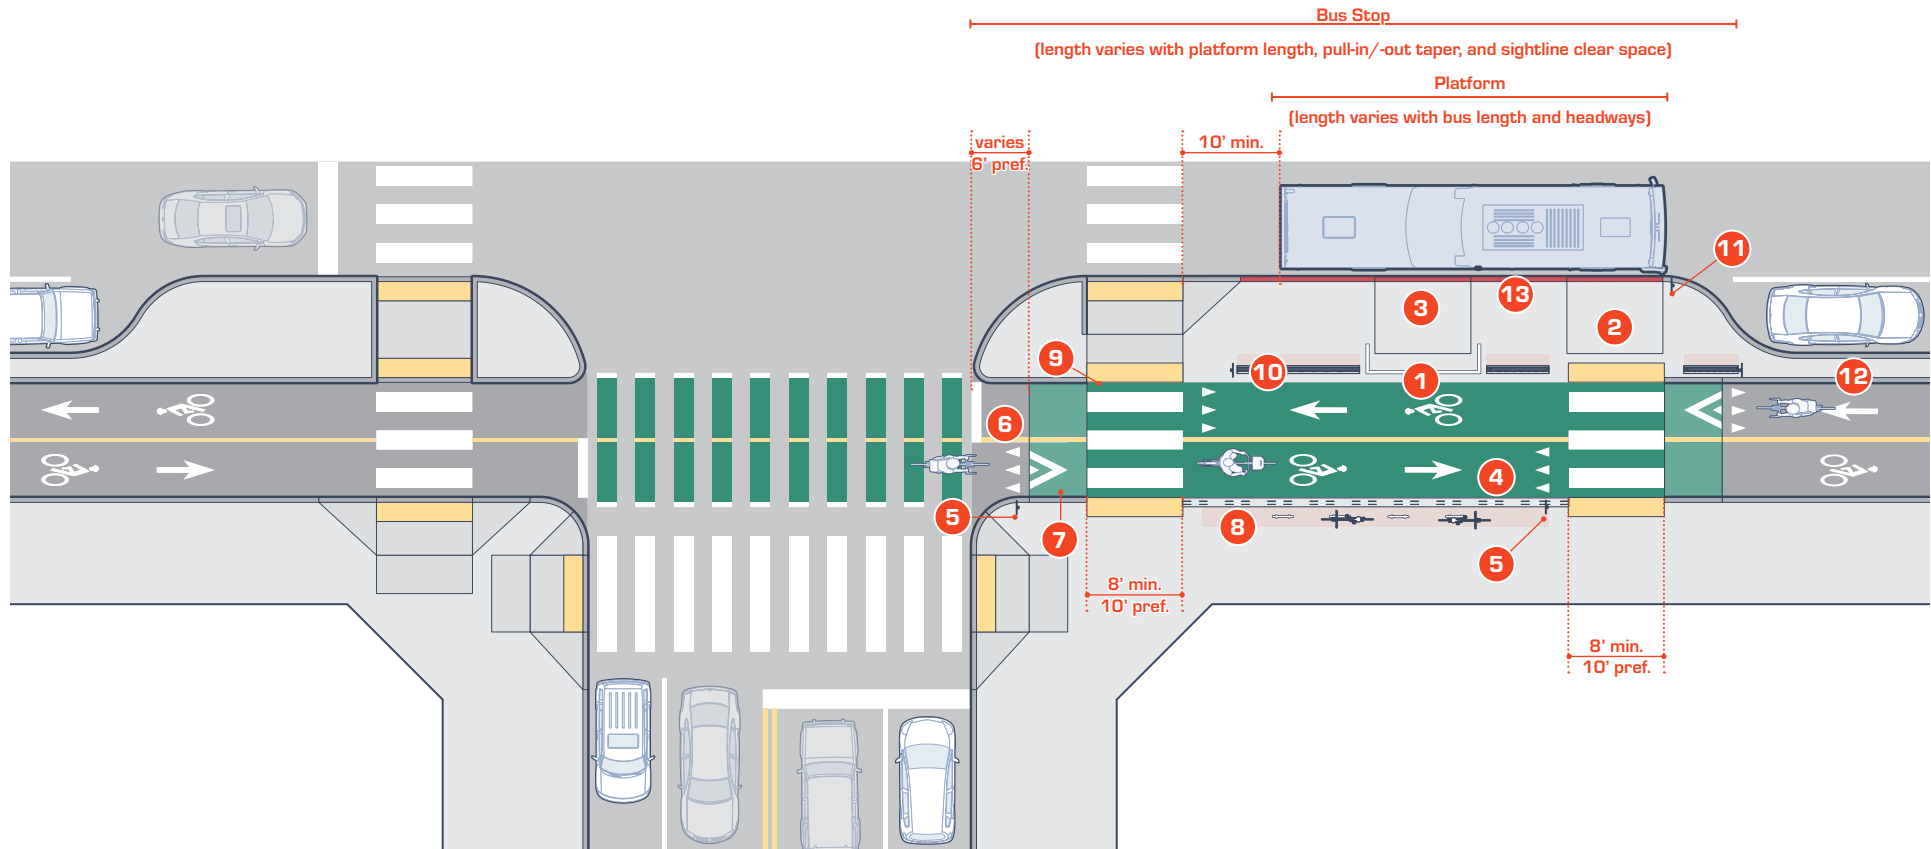 Bus Stop
(length varies with platform length, pull-in/-out taper, and sightline clear space)
Platform
(length varies with bus length and headways)
varies
6' pref.
10' min.
11
3
13
2
9
10
1
12
6
4
5
7
8
5
8' min.
10' pref.
8' min.
10' pref.